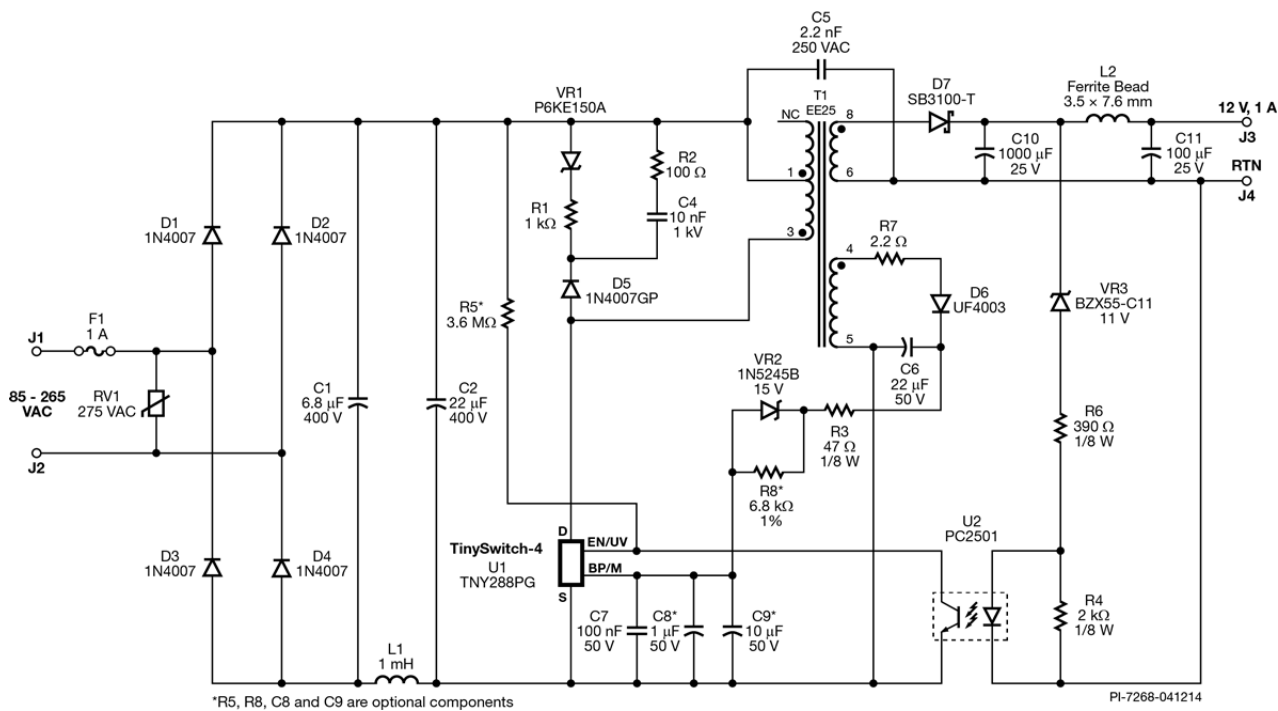 C5
2.2 nF
250 VAC
VR1
P6KE150A
D7
SB3100-T
L2
Ferrite Bead
3.5 × 7.6 mm
T1
EE25
NC
8
12 V, 1 A
J3
R2
100 Ω
C10
1000 µF
25 V
C11
100 µF
25 V
1
6
RTN
J4
R1
1 kΩ
C4
10 nF
1 kV
D1
1N4007
D2
1N4007
3
R7
2.2 Ω
4
D5
1N4007GP
D6
UF4003
VR3
BZX55-C11
11 V
R5*
3.6 MΩ
F1
1 A
J1
5
C6
22 µF
50 V
VR2
1N5245B
15 V
85 - 265
VAC
RV1
275 VAC
C1
6.8 µF
400 V
C2
22 µF
400 V
R3
47 Ω
1/8 W
R6
390 Ω
1/8 W
J2
R8*
6.8 kΩ
1%
D
EN/UV
U2
PC2501
TinySwitch-4
U1
TNY288PG
BP/M
S
D3
1N4007
D4
1N4007
C7
100 nF
50 V
C8*
1 µF
50 V
C9*
10 µF
50 V
R4
2 kΩ
1/8 W
L1
1 mH
*R5, R8, C8 and C9 are optional components
PI-7268-041214